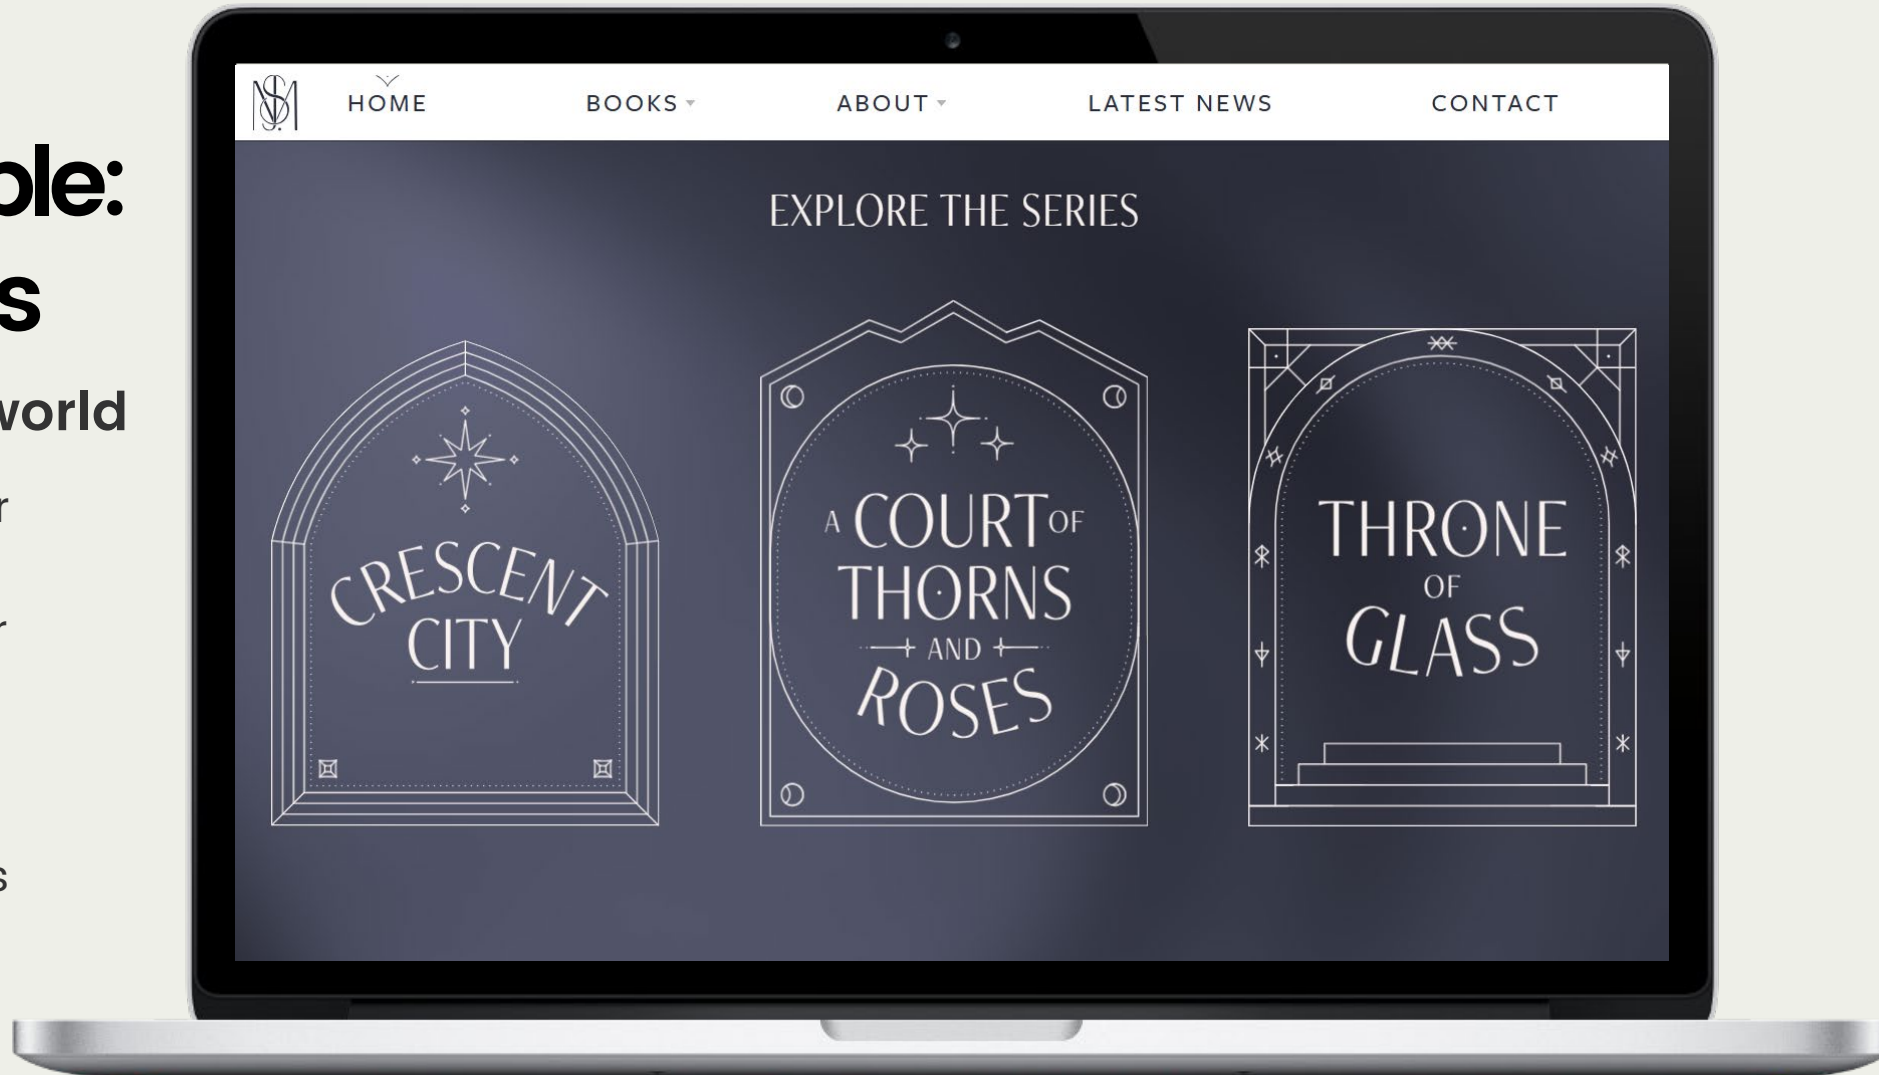 ple:
s
world
r
r
s
HOME
BOOKS
ABOUT
LATEST NEWS
CONTACT
EXPLORE THE SERIES
CRESCENT
CITY
A COURT OF
THORNS
AND
ROSES
THRONE
OF
GLASS